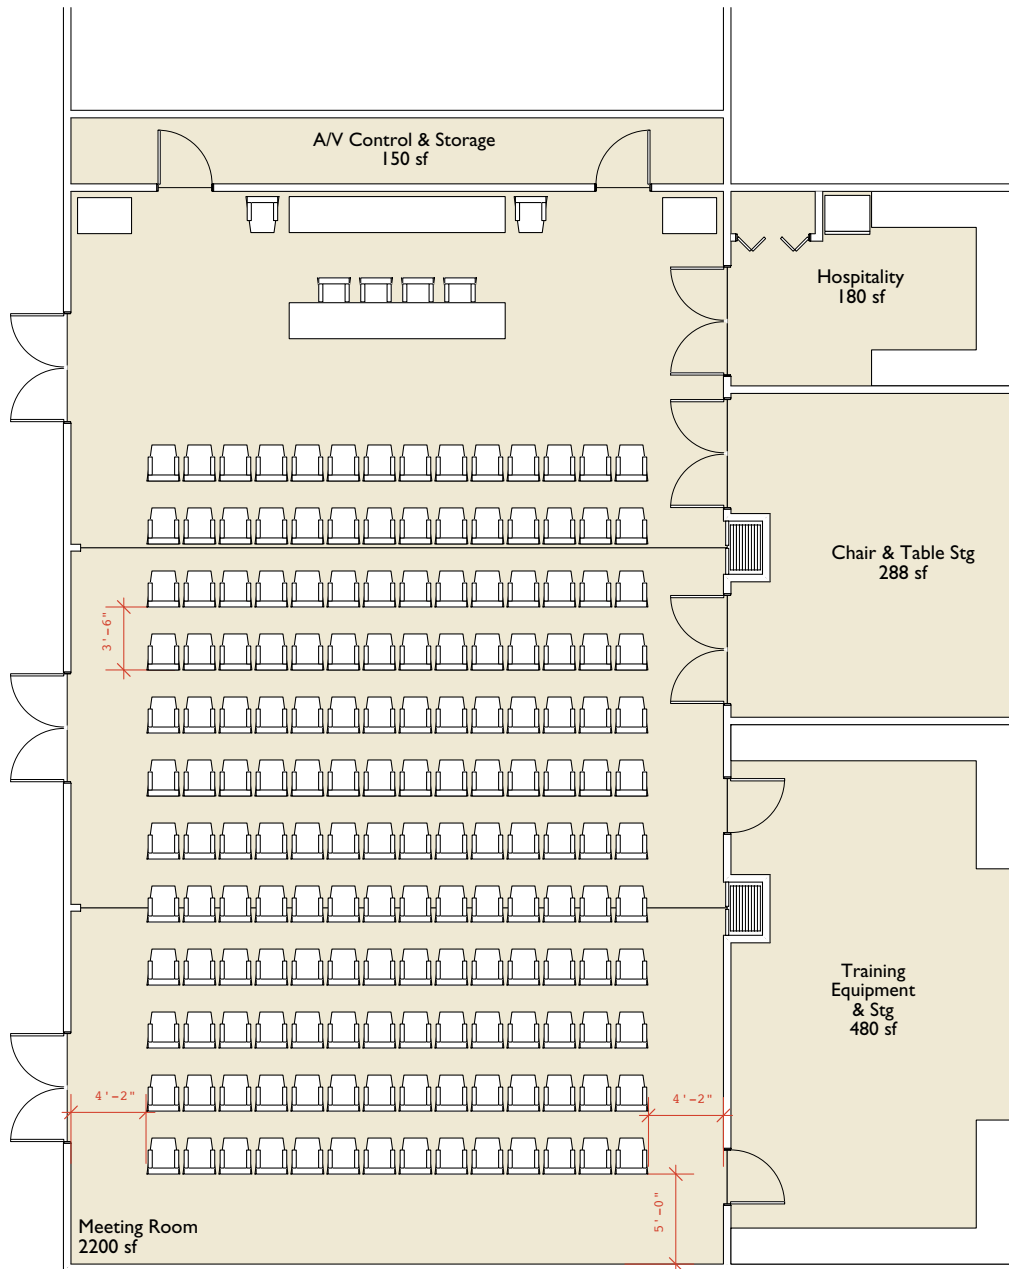 A/V Control & Storage
150 sf
Hospitality
180 sf
Chair & Table Stg
288 sf
3'-6"
Training
Equipment
& Stg
480 sf
4'-2"
4'-2"
5'-0"
Meeting Room
2200 sf